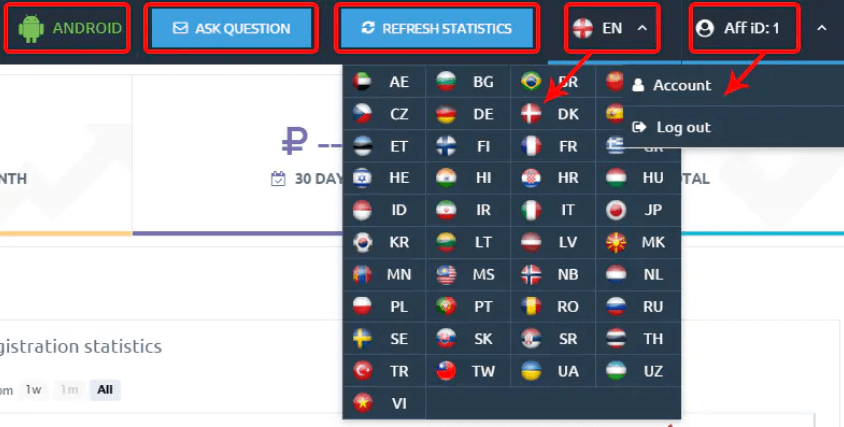 ANDROID
ASK QUESTION
REFRESH STATISTICS
EN
Aff iD: 1
AE BG BR
Account
CZ DE DK
Log out
₽ --
ET FI FR GR
NTH
30 DAY
TAL
HE HI HR HU
ID IR IT JP
KR LT LV MK
MN MS NB NL
PL PT RO RU
SE SK SR TH
gistration statistics
TR TW UA UZ
om 1w 1m All
VI